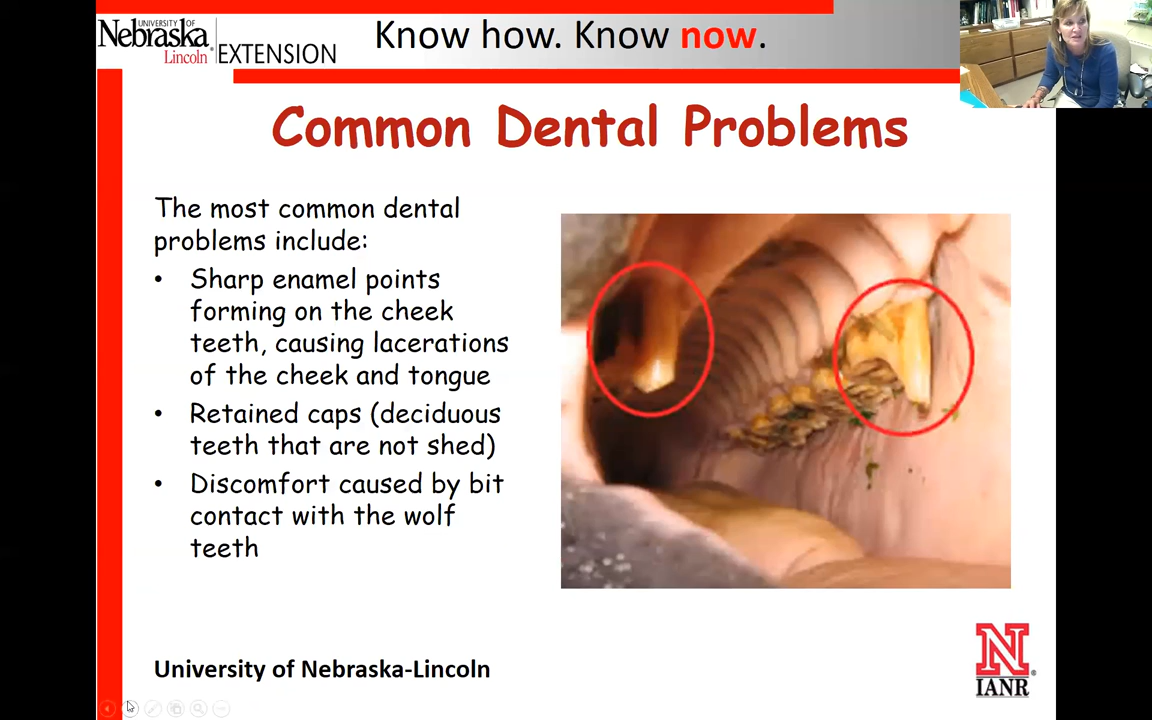 UNIVERSITY OF
Nebraska
Lincoln
EXTENSION
Know how. Know now.
Common Dental Problems
The most common dental
problems include:
• Sharp enamel points
forming on the cheek
teeth, causing lacerations
of the cheek and tongue
• Retained caps (deciduous
teeth that are not shed)
• Discomfort caused by bit
contact with the wolf
teeth
University of Nebraska-Lincoln
N
IANR